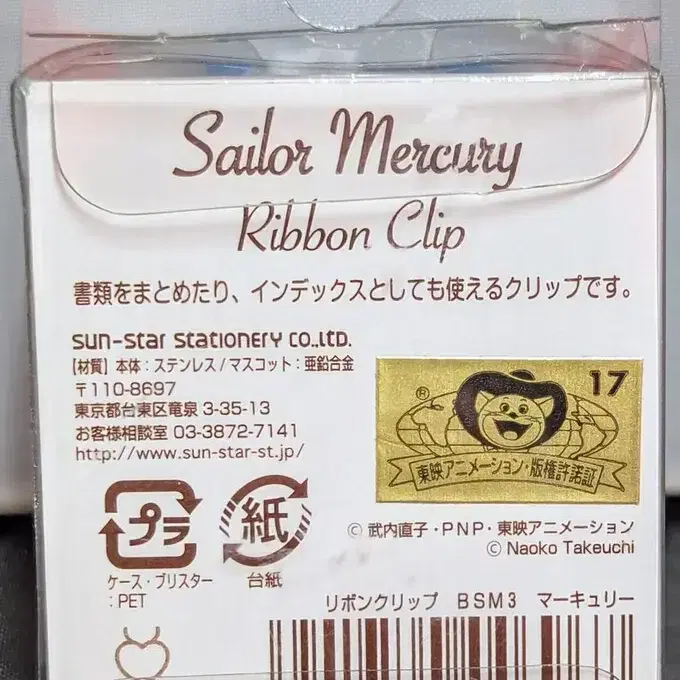 Sailor Mercury
Ribbon Clip
書類をまとめたり、インデックスとしても使えるクリップです。
SUN-STAR STATIONERY CO.,LTD.
【材質】本体：ステンレス/マスコット：亜鉛合金
〒110-8697
東京都台東区竜泉 3-35-13
お客様相談室 03-3872-7141
http://www.sun-star-st.jp/
® 17
東映アニメーション・版権許諾証
プラ
紙
ケース・ブリスター
:PET
台紙
© 武内直子・PNP・東映アニメーション
© Naoko Takeuchi
リボンクリップ BSM3 マーキュリー